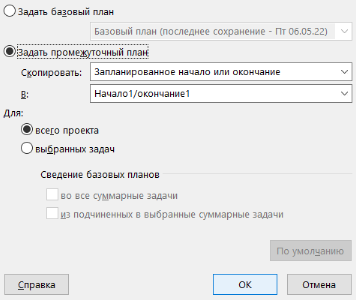 Задать базовый план
Базовый план (последнее сохранение - Пт 06.05.22)
Задать промежуточный план
Скопировать: Запланированное начало или окончание
В: Начало1/окончание1
Для:
всего проекта
выбранных задач
Сведение базовых планов
во все суммарные задачи
из подчиненных в выбранные суммарные задачи
По умолчанию
Справка ОК Отмена